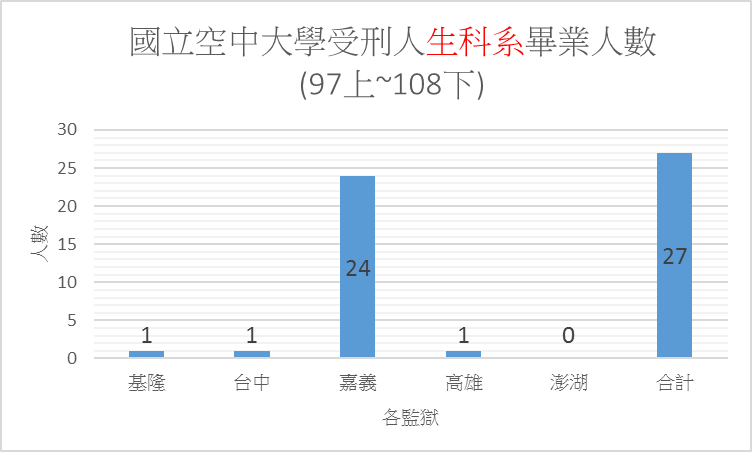 國立空中大學受刑人生科系畢業人數
(97上~108下)
30
25
20
15
10
5
0
人數
1
1
24
1
0
27
基隆
台中
嘉義
高雄
澎湖
合計
各監獄